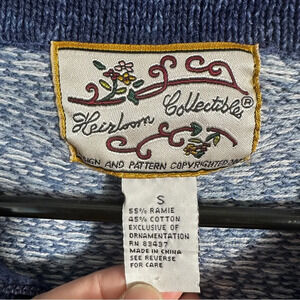 Heirloom Collectibles®
AND PATTERN COPYRIGHTED
S
55% RAMIE
45% COTTON
EXCLUSIVE OF
ORNAMENTATION
RN 83437
MADE IN CHINA
SEE REVERSE
FOR CARE